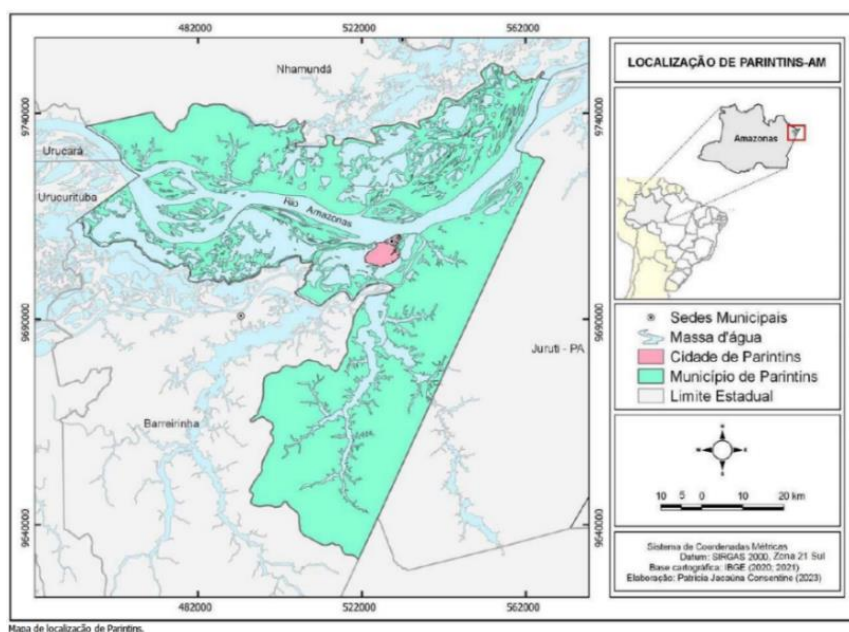 482000 522000 562000
LOCALIZAÇÃO DE PARINTINS-AM
Nhamundá
9740000 9740000
Amazonas
Urucará
Urucurituba
Rio Amazonas
9690000 9690000
Sedes Municipais
Massa d'água
Juruti - PA
Cidade de Parintins
Município de Parintins
Limite Estadual
Barreirinha
10 5 0 10 20 km
9640000 9640000
Sistema de Coordenadas Métricas
Datum: SIRGAS 2000, Zona 21 Sul
Base cartográfica: IBGE (2020; 2021)
Elaboração: Patrícia Jacaúna Consentine (2023)
482000 522000 562000
Mapa de localização de Parintins.